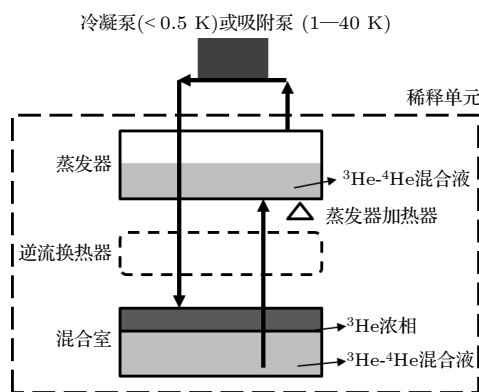 冷凝泵(< 0.5 K)或吸附泵 (1—40 K)
稀释单元
蒸发器
³He-⁴He混合液
蒸发器加热器
逆流换热器
³He浓相
混合室
³He-⁴He混合液